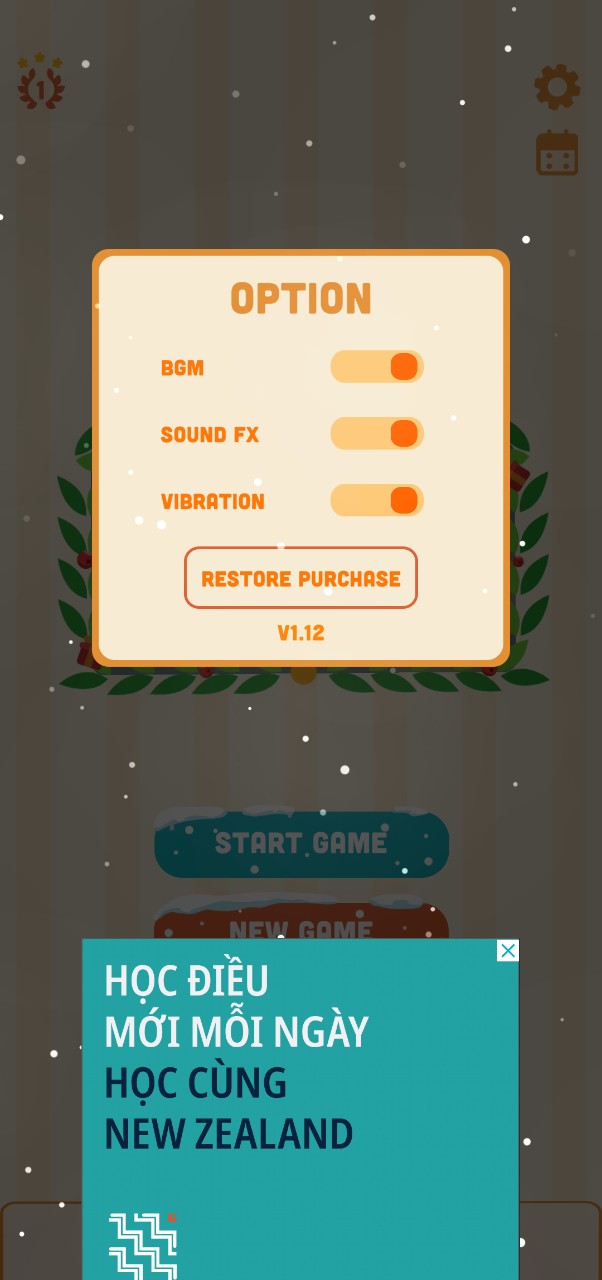 1
OPTION
BGM
SOUND FX
VIBRATION
RESTORE PURCHASE
V1.12
START GAME
NEW GAME
HỌC ĐIỀU
MỚI MỖI NGÀY
HỌC CÙNG
NEW ZEALAND